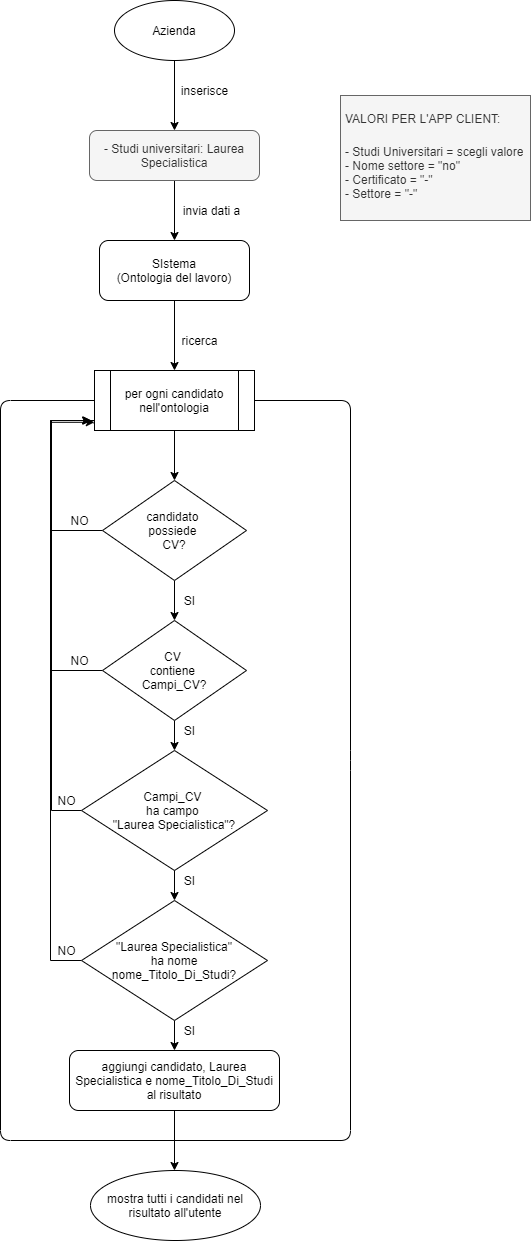 Azienda
inserisce
VALORI PER L'APP CLIENT:
- Studi Universitari = scegli valore
- Nome settore = "no"
- Certificato = "-"
- Settore = "-"
- Studi universitari: Laurea
Specialistica
invia dati a
SIstema
(Ontologia del lavoro)
ricerca
per ogni candidato
nell'ontologia
candidato
possiede
CV?
NO
SI
CV
contiene
Campi_CV?
NO
SI
Campi_CV
ha campo
"Laurea Specialistica"?
NO
SI
"Laurea Specialistica"
ha nome
nome_Titolo_Di_Studi?
NO
SI
aggiungi candidato, Laurea
Specialistica e nome_Titolo_Di_Studi
al risultato
mostra tutti i candidati nel
risultato all'utente